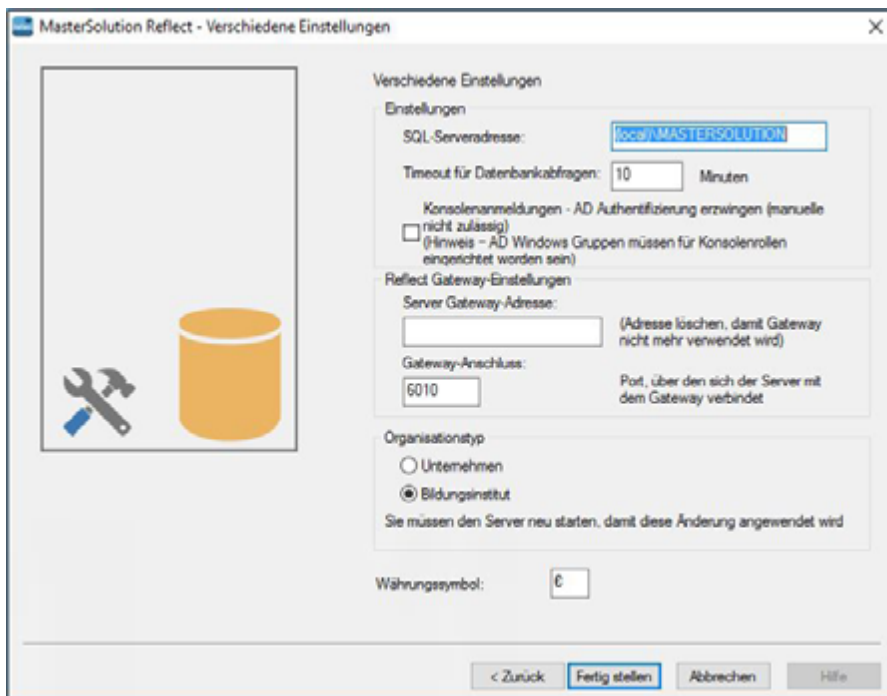 MasterSolution Reflect - Verschiedene Einstellungen
Verschiedene Einstellungen
Einstellungen
SQL-Serveradresse: (local)\MASTERSOLUTION
Timeout für Datenbankabfragen: 10 Minuten
Konsolenanmeldungen - AD Authentifizierung erzwingen (manuelle
nicht zulässig)
(Hinweis – AD Windows Gruppen müssen für Konsolenrollen
eingerichtet worden sein)
Reflect Gateway-Einstellungen
Server Gateway-Adresse:
(Adresse löschen, damit Gateway
nicht mehr verwendet wird)
Gateway-Anschluss:
6010
Port, über den sich der Server mit
dem Gateway verbindet
Organisationstyp
Unternehmen
Bildungsinstitut
Sie müssen den Server neu starten, damit diese Änderung angewendet wird
Währungssymbol: €
< Zurück Fertig stellen Abbrechen Hilfe